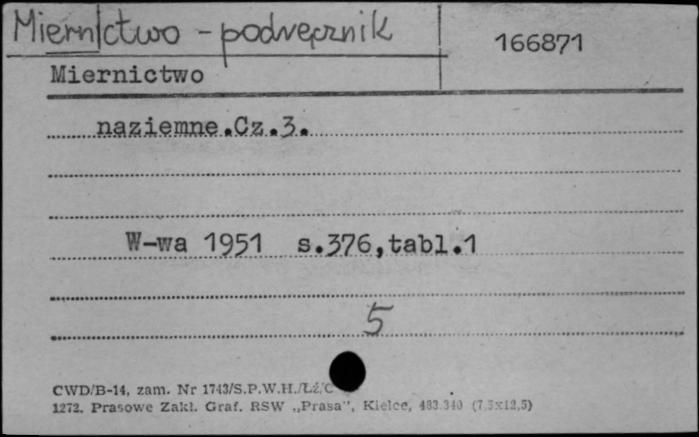 Miernictwo - podręcznik
166871
Miernictwo
naziemne.Cz.3.
W-wa 1951 s.376,tabl.1
5
CWD/B-14, zam. Nr 1743/S.P.W.H./Łź/C
1272. Prasowe Zakł. Graf. RSW „Prasa", Kielce, 483.340 (7,5x12,5)